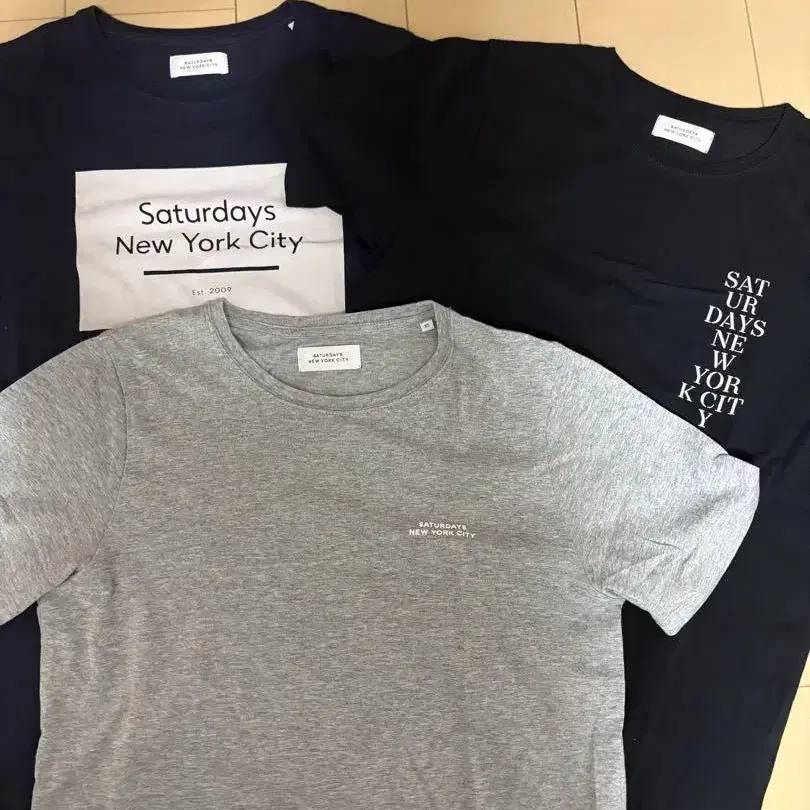 SATURDAYS
NEW YORK CITY
Saturdays
New York City
Est. 2009
SATURDAYS
NEW YORK CITY
SAT
UR
DAYS
NE
W
YOR
K CIT
Y
SATURDAYS
NEW YORK CITY
XS
SATURDAYS
NEW YORK CITY